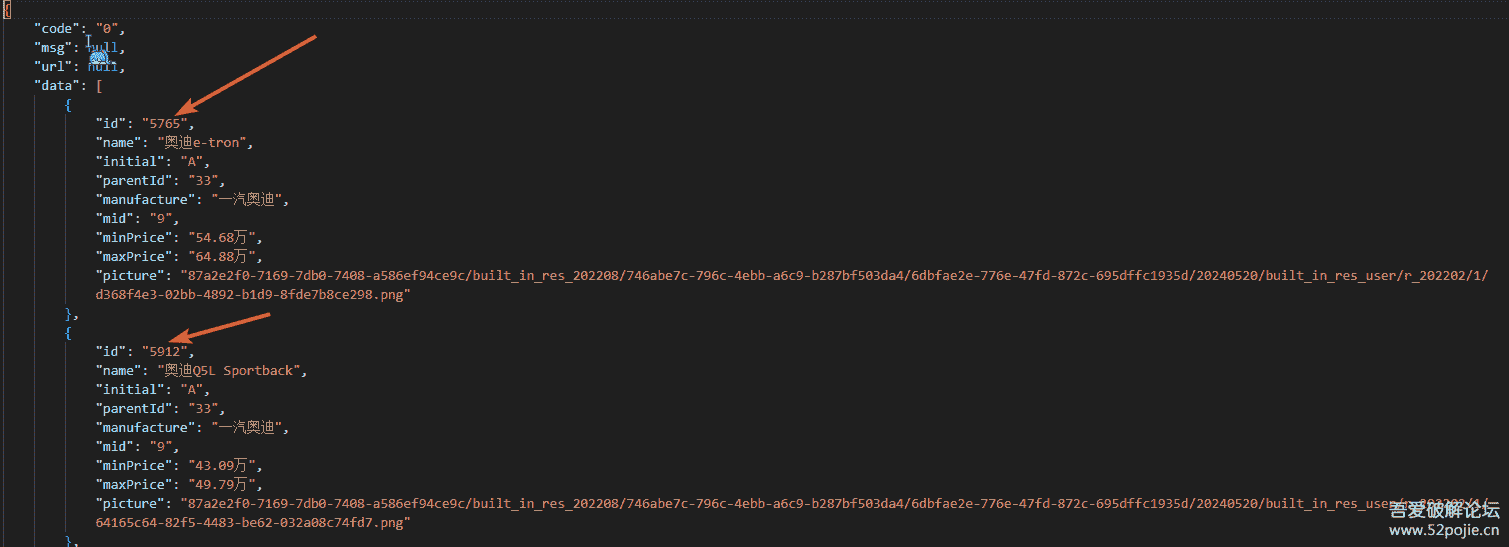 {
"code": "0",
"msg": null,
"url": null,
"data": [
{
"id": "5765",
"name": "奥迪e-tron",
"initial": "A",
"parentId": "33",
"manufacture": "一汽奥迪",
"mid": "9",
"minPrice": "54.68万",
"maxPrice": "64.88万",
"picture": "87a2e2f0-7169-7db0-7408-a586ef94ce9c/built_in_res_202208/746abe7c-796c-4ebb-a6c9-b287bf503da4/6dbfae2e-776e-47fd-872c-695dffc1935d/20240520/built_in_res_user/r_202202/1/
d368f4e3-02bb-4892-b1d9-8fde7b8ce298.png"
},
{
"id": "5912",
"name": "奥迪Q5L Sportback",
"initial": "A",
"parentId": "33",
"manufacture": "一汽奥迪",
"mid": "9",
"minPrice": "43.09万",
"maxPrice": "49.79万",
"picture": "87a2e2f0-7169-7db0-7408-a586ef94ce9c/built_in_res_202208/746abe7c-796c-4ebb-a6c9-b287bf503da4/6dbfae2e-776e-47fd-872c-695dffc1935d/20240520/built_in_res_user/r_202202/1/
64165c64-82f5-4483-be62-032a08c74fd7.png"
},
吾爱破解论坛
www.52pojie.cn